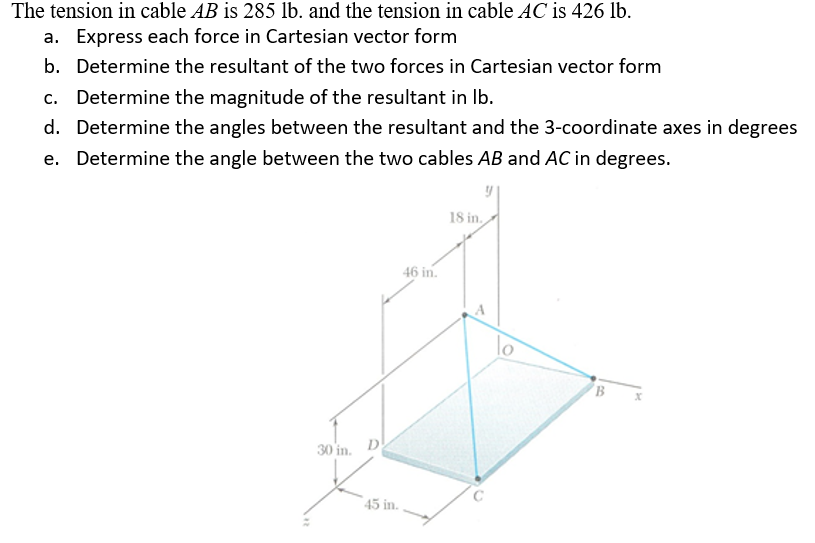 The tension in cable AB is 285 lb. and the tension in cable AC is 426 lb.
a. Express each force in Cartesian vector form
b. Determine the resultant of the two forces in Cartesian vector form
c. Determine the magnitude of the resultant in lb.
d. Determine the angles between the resultant and the 3-coordinate axes in degrees
e. Determine the angle between the two cables AB and AC in degrees.
y
18 in.
46 in.
A
O
B
x
30 in.
D
45 in.
C
z